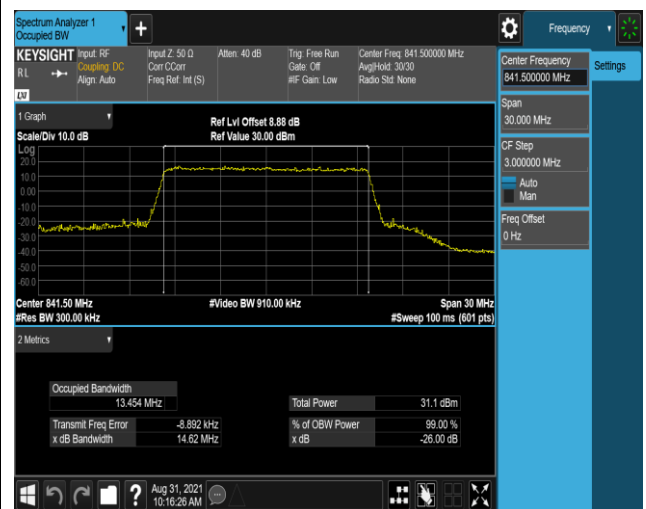 Spectrum Analyzer 1
Occupied BW
+
Frequency
KEYSIGHT
RL
LXI
Input: RF
Coupling: DC
Align: Auto
Input Z: 50 Ω
Corr CCorr
Freq Ref: Int (S)
Atten: 40 dB
Trig: Free Run
Gate: Off
#IF Gain: Low
Center Freq: 841.500000 MHz
Avg|Hold: 30/30
Radio Std: None
Center Frequency
841.500000 MHz
Settings
Span
30.000 MHz
CF Step
3.000000 MHz
Auto
Man
Freq Offset
0 Hz
1 Graph
Scale/Div 10.0 dB
Ref Lvl Offset 8.88 dB
Ref Value 30.00 dBm
Log
20.0
10.0
0.00
-10.0
-20.0
-30.0
-40.0
-50.0
-60.0
Center 841.50 MHz
#Video BW 910.00 kHz
Span 30 MHz
#Res BW 300.00 kHz
#Sweep 100 ms (601 pts)
2 Metrics
Occupied Bandwidth
13.454 MHz
Total Power 31.1 dBm
Transmit Freq Error -8.892 kHz
% of OBW Power 99.00 %
x dB Bandwidth 14.62 MHz
x dB -26.00 dB
?
Aug 31, 2021
10:16:26 AM